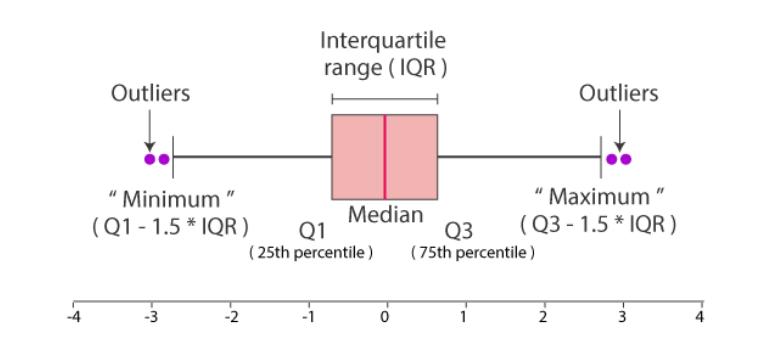 Interquartile
range ( IQR )
Outliers
Outliers
“ Minimum ”
( Q1 - 1.5 * IQR )
“ Maximum ”
( Q3 - 1.5 * IQR )
Median
Q1
( 25th percentile )
Q3
( 75th percentile )
-4 -3 -2 -1 0 1 2 3 4